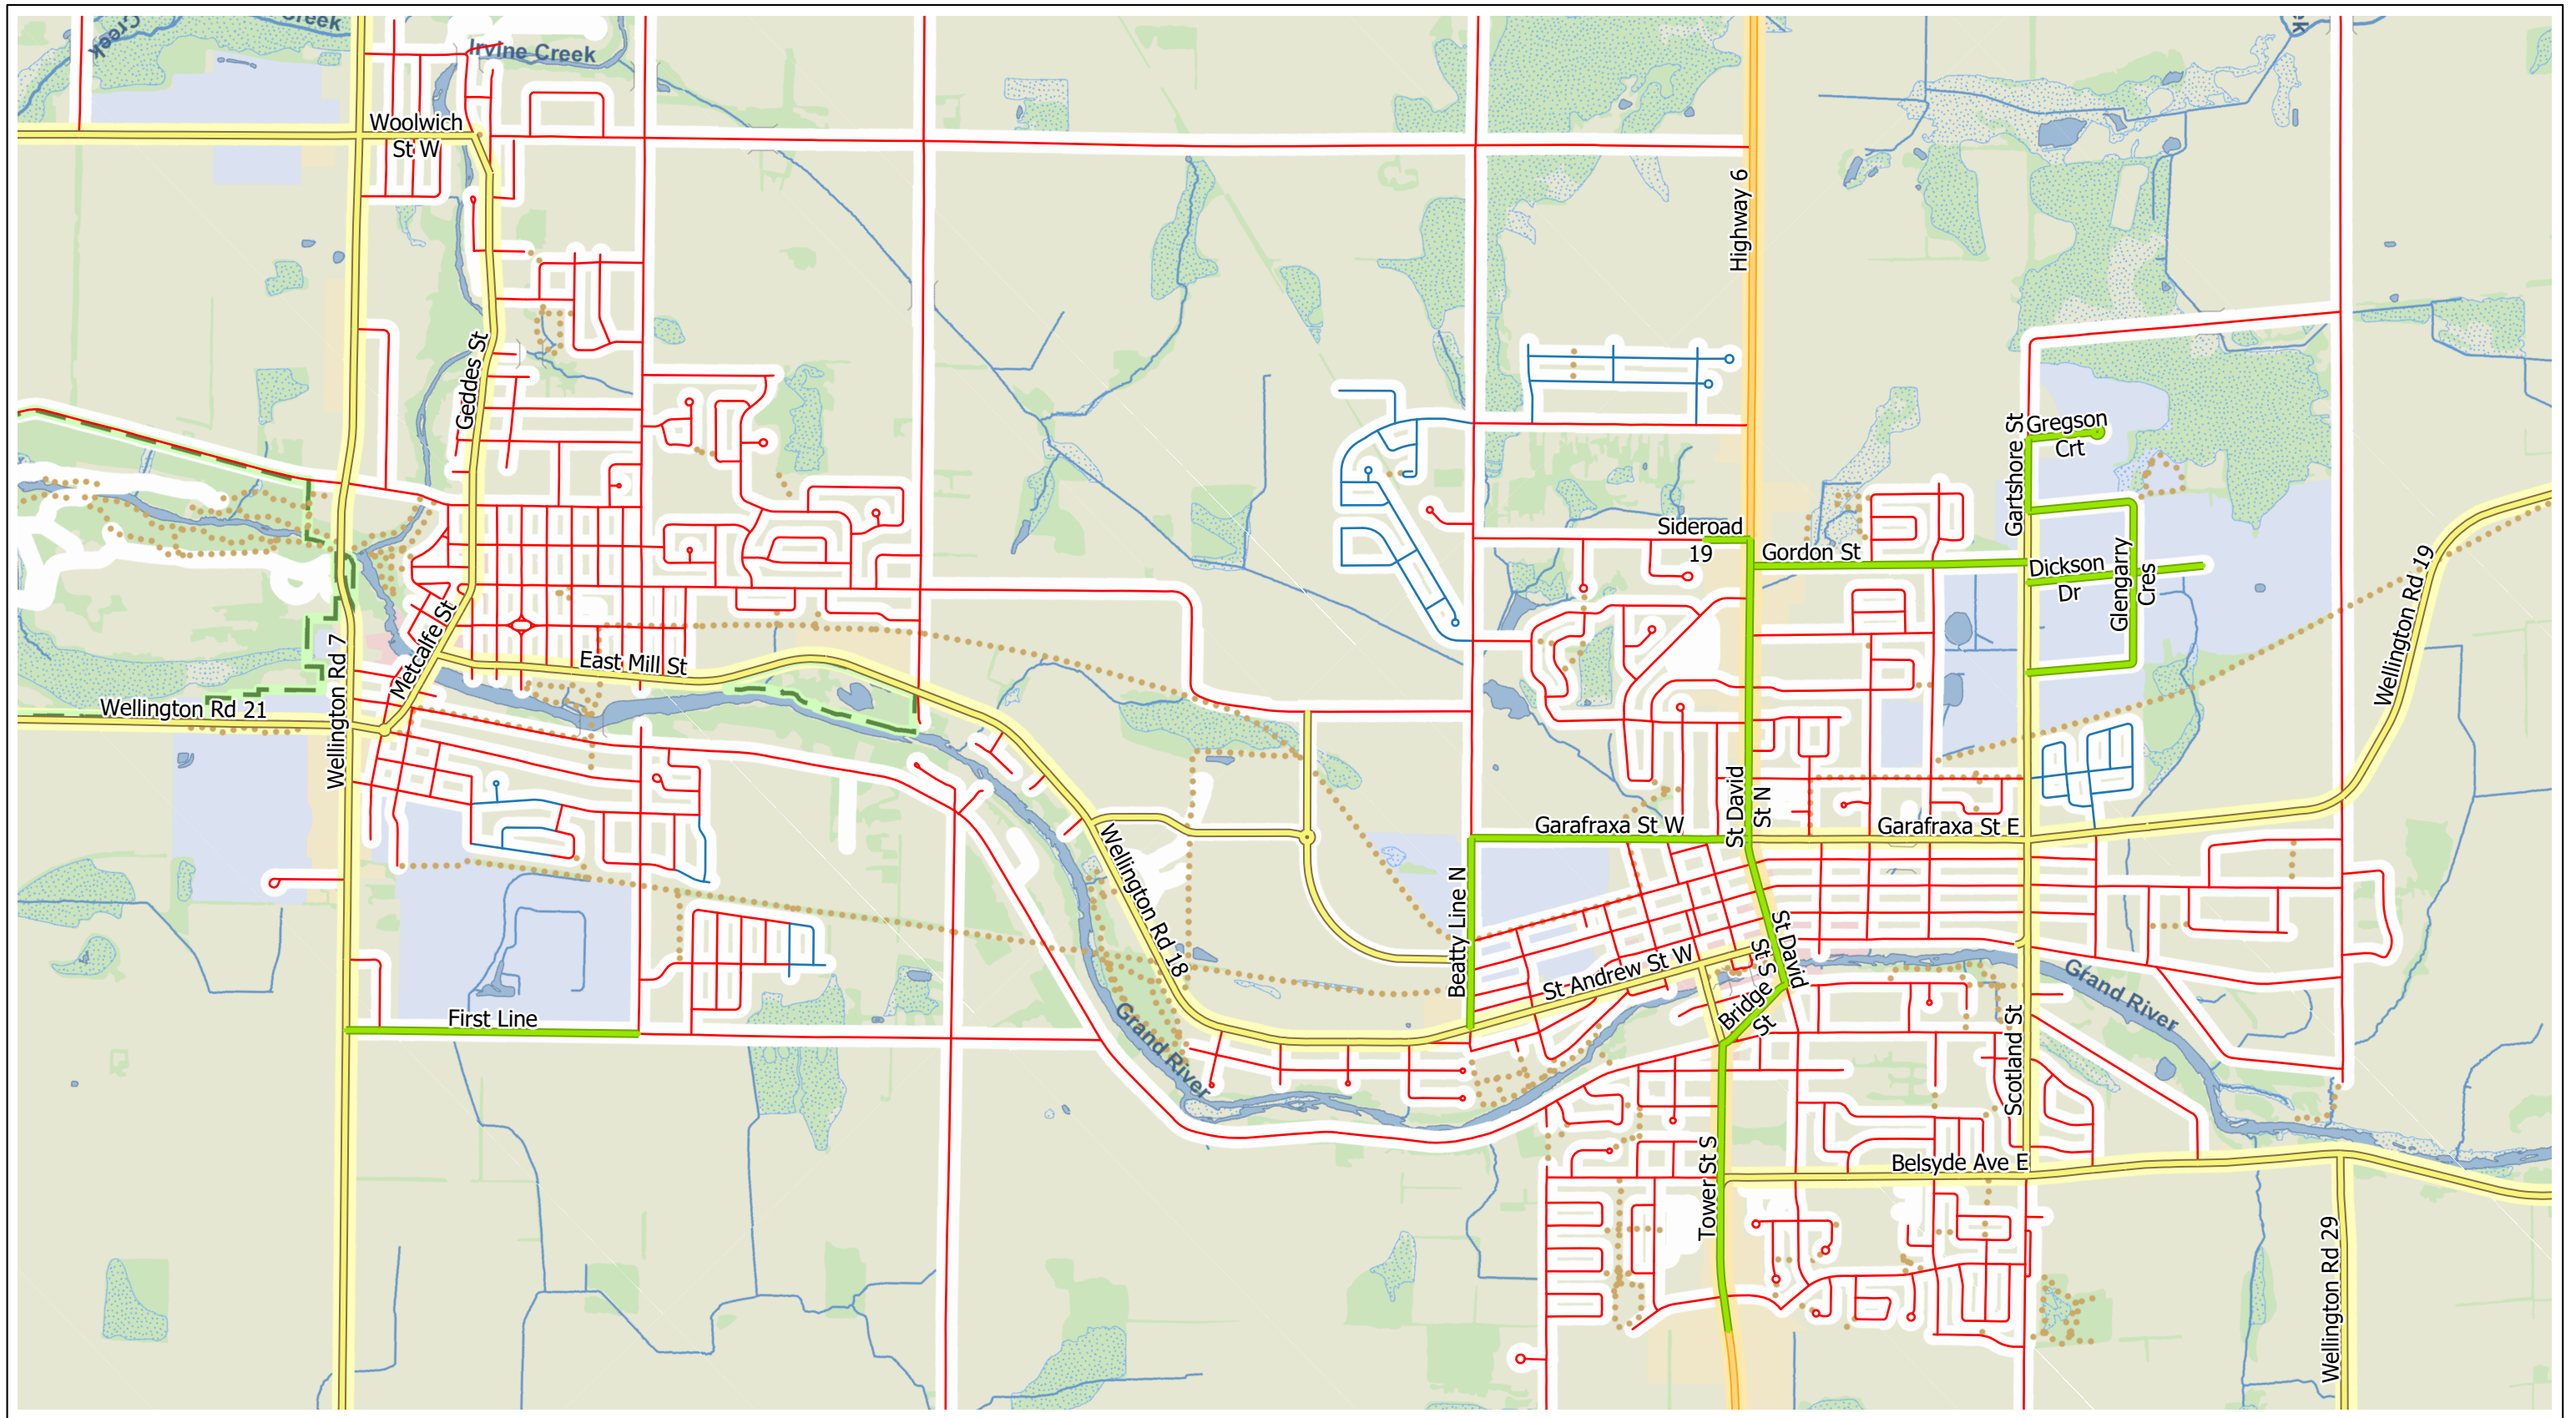 Creek
Creek
Irvine Creek
Woolwich
St W
Highway 6
Geddes St
Gartshore St
Gregson
Crt
Sideroad
19
Gordon St
Dickson
Dr
Glengarry
Cres
Wellington Rd 19
Metcalfe St
East Mill St
Wellington Rd 7
Wellington Rd 21
St David
St N
Garafraxa St W
Garafraxa St E
Wellington Rd 18
Beatty Line N
St Andrew St W
St David
St S
Bridge
St
Grand River
First Line
Grand River
Scotland St
Tower St S
Belsyde Ave E
Wellington Rd 29